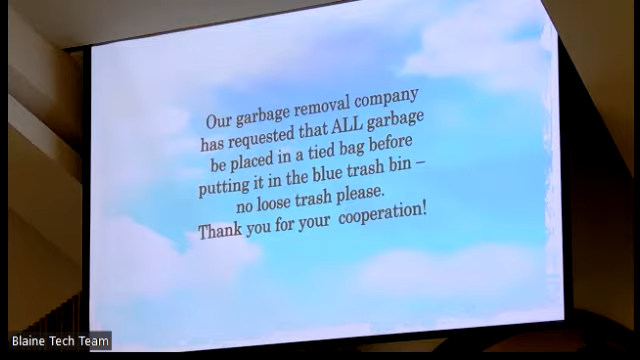 Our garbage removal company
has requested that ALL garbage
be placed in a tied bag before
putting it in the blue trash bin –
no loose trash please.
Thank you for your cooperation!
Blaine Tech Team